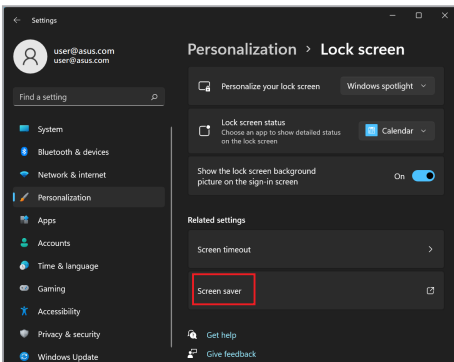 Settings
user@asus.com
user@asus.com
Find a setting
System
Bluetooth & devices
Network & internet
Personalization
Apps
Accounts
Time & language
Gaming
Accessibility
Privacy & security
Windows Update
Personalization > Lock screen
Personalize your lock screen
Windows spotlight
Lock screen status
Choose an app to show detailed status
on the lock screen
Calendar
Show the lock screen background
picture on the sign-in screen
On
Related settings
Screen timeout
Screen saver
Get help
Give feedback